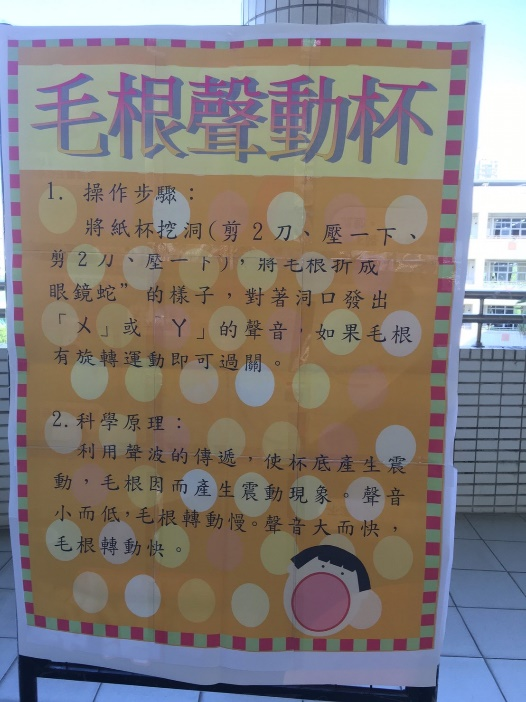 毛根聲動杯
1. 操作步驟：
將紙杯挖洞(剪2刀、壓一下、
剪2刀、壓一下)，將毛根折成
眼鏡蛇”的樣子，對著洞口發出
「ㄨ」或「ㄚ」的聲音，如果毛根
有旋轉運動即可過關。
2. 科學原理：
利用聲波的傳遞，使杯底產生震
動，毛根因而產生震動現象。聲音
小而低，毛根轉動慢。聲音大而快，
毛根轉動快。